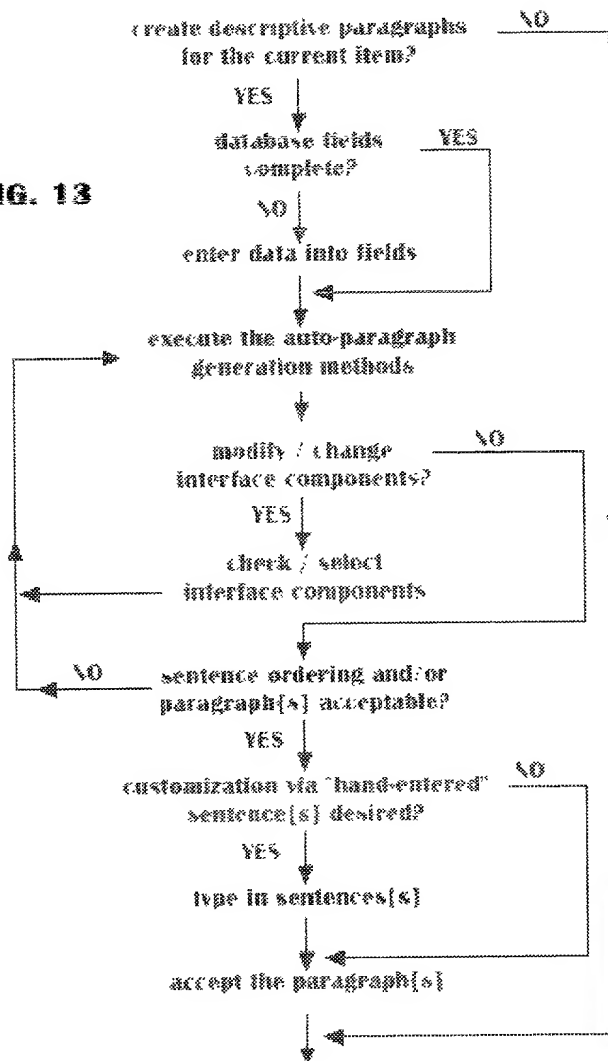 create descriptive paragraphs
for the current item?
NO
YES
database fields
complete?
YES
IG. 13
NO
enter data into fields
execute the auto-paragraph
generation methods
modify / change
interface components?
NO
YES
check / select
interface components
NO
sentence ordering and/or
paragraph[s] acceptable?
YES
customization via "hand-entered"
sentence[s] desired?
NO
YES
type in sentences[s]
accept the paragraph[s]